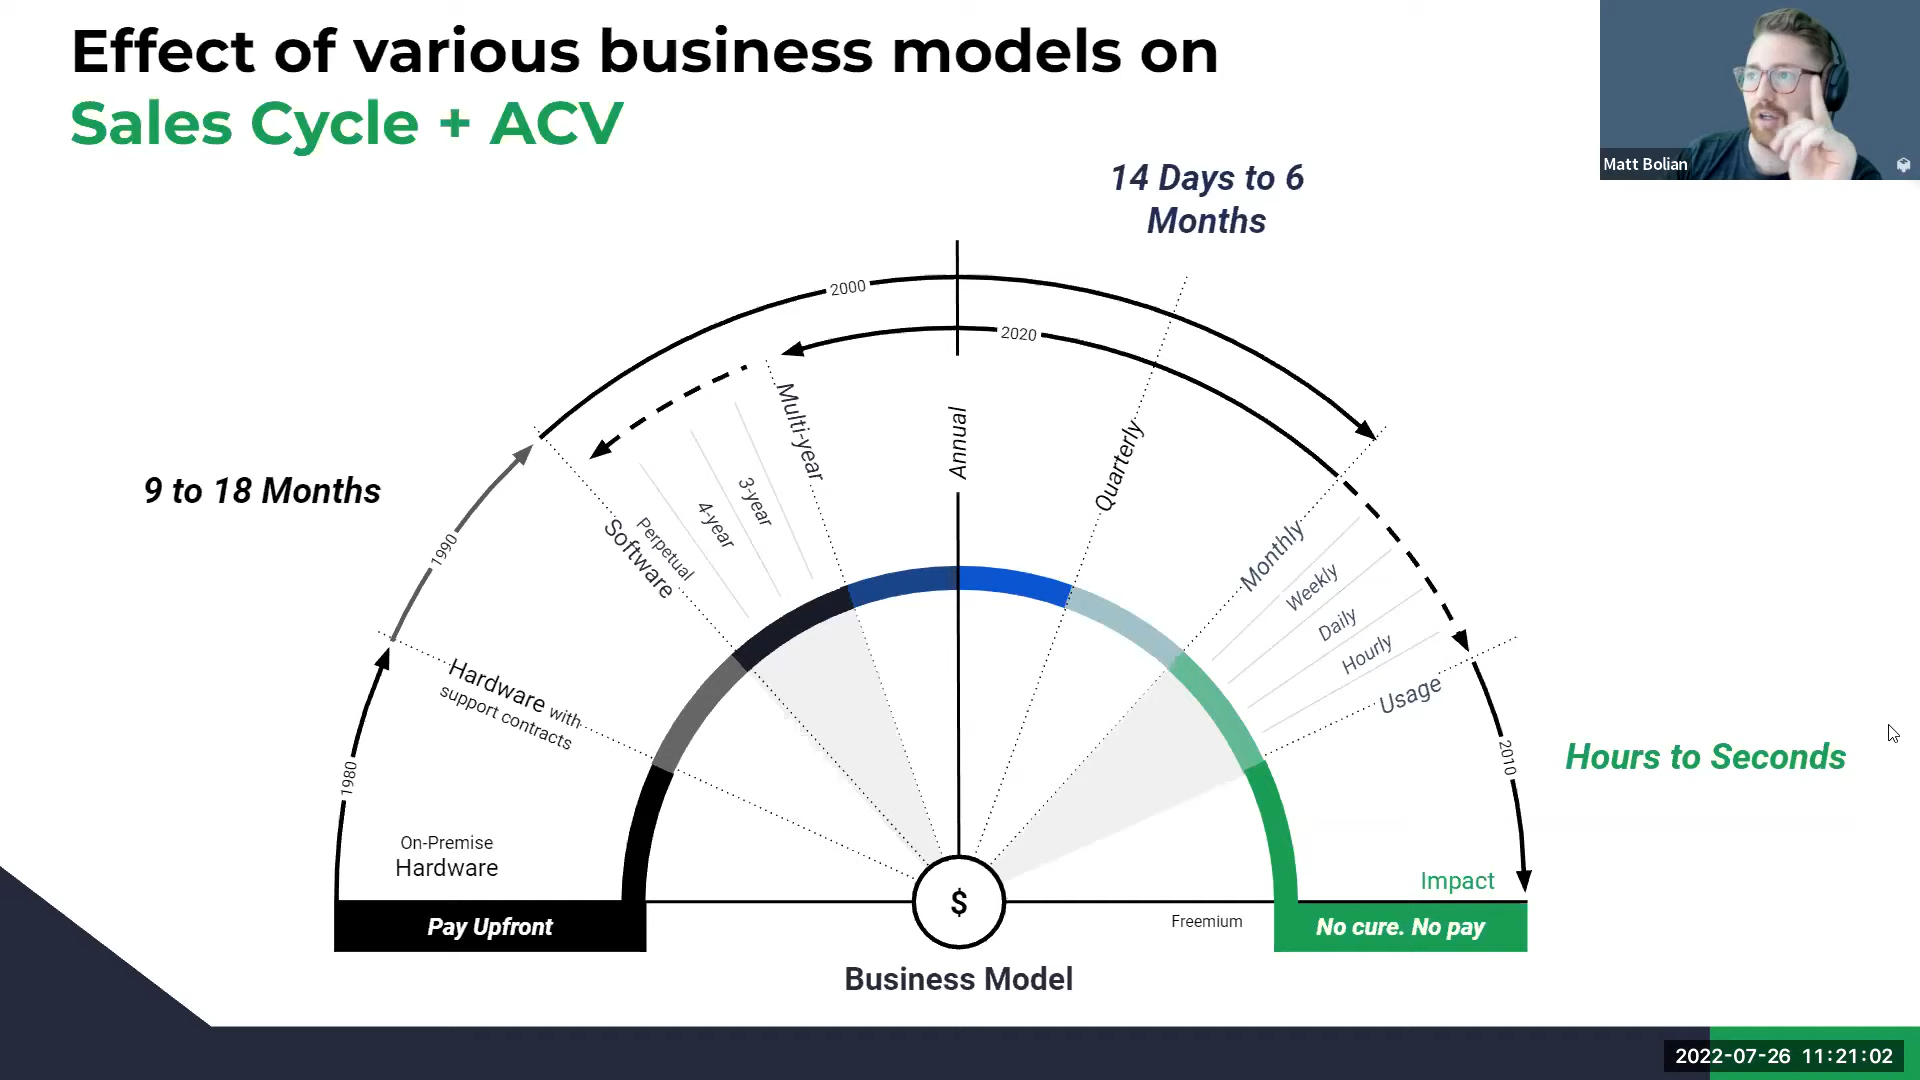 Effect of various business models on
Sales Cycle + ACV
Matt Bolian
14 Days to 6
Months
2000
2020
Multi-year
Annual
Quarterly
9 to 18 Months
3-year
4-year
Perpetual
Software
1990
Monthly
Weekly
Daily
Hourly
Usage
Hardware with
support contracts
1980
2010
Hours to Seconds
On-Premise
Hardware
Impact
$
Pay Upfront
Freemium
No cure. No pay
Business Model
2022-07-26 11:21:02